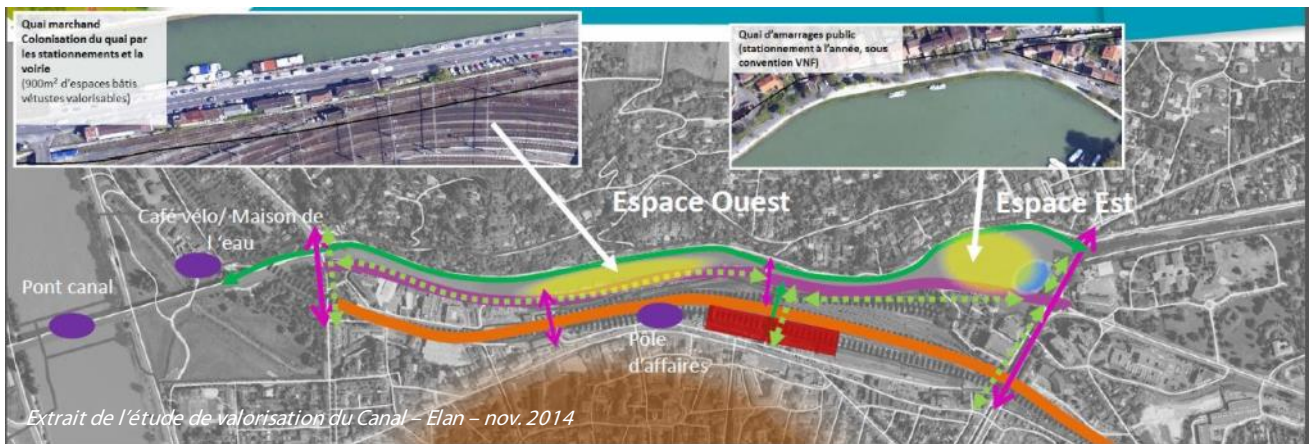 Quai marchand
Colonisation du quai par
les stationnements et la
voirie
(900m² d'espaces bâtis
vétustes valorisables)
Quai d'amarrages public
(stationnement à l'année, sous
convention VNF)
Espace Ouest
Espace Est
Café vélo/ Maison de
l 'eau
Pont canal
Pôle
d'affaires
Extrait de l'étude de valorisation du Canal – Elan – nov. 2014